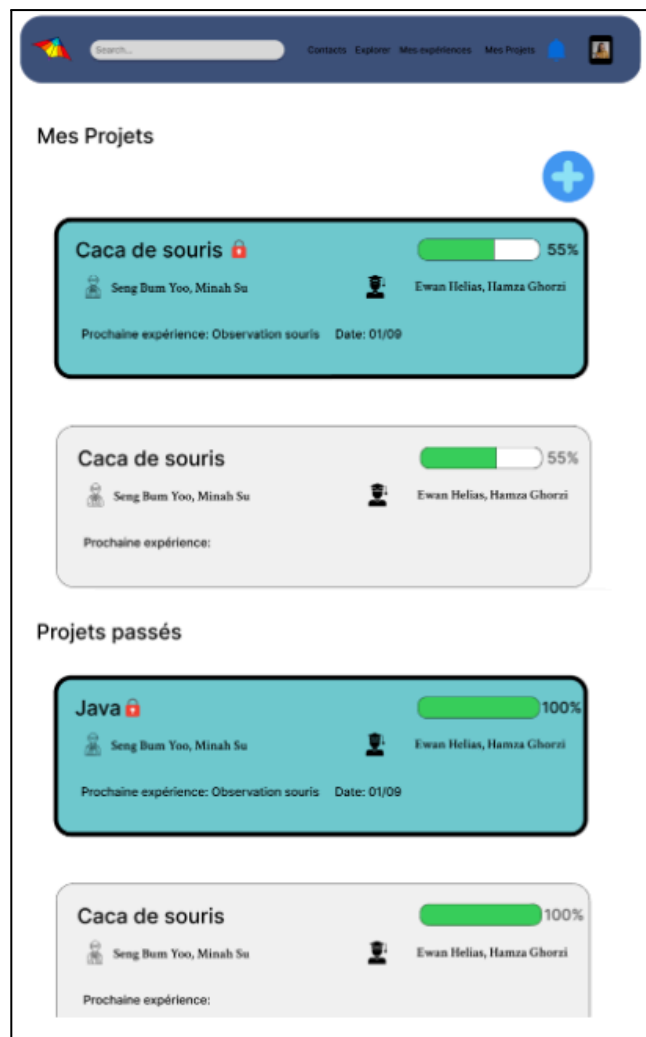 Search...
Contacts Explorer Mes expériences Mes Projets
Mes Projets
Caca de souris 55%
Seng Bum Yoo, Minah Su Ewan Helias, Hamza Ghorzi
Prochaine expérience: Observation souris Date: 01/09
Caca de souris 55%
Seng Bum Yoo, Minah Su Ewan Helias, Hamza Ghorzi
Prochaine expérience:
Projets passés
Java 100%
Seng Bum Yoo, Minah Su Ewan Helias, Hamza Ghorzi
Prochaine expérience: Observation souris Date: 01/09
Caca de souris 100%
Seng Bum Yoo, Minah Su Ewan Helias, Hamza Ghorzi
Prochaine expérience: